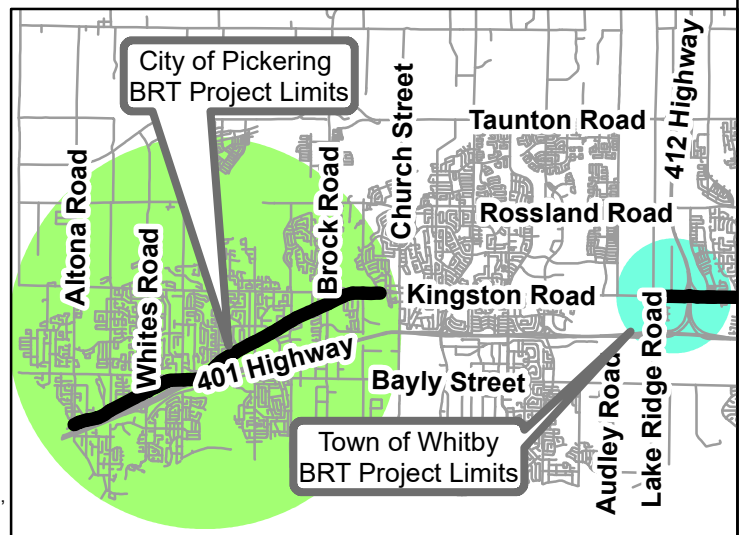 City of Pickering
BRT Project Limits
Church Street
412 Highway
Taunton Road
Altona Road
Brock Road
Rossland Road
Whites Road
Kingston Road
401 Highway
Bayly Street
Audley Road
Lake Ridge Road
Town of Whitby
BRT Project Limits
,